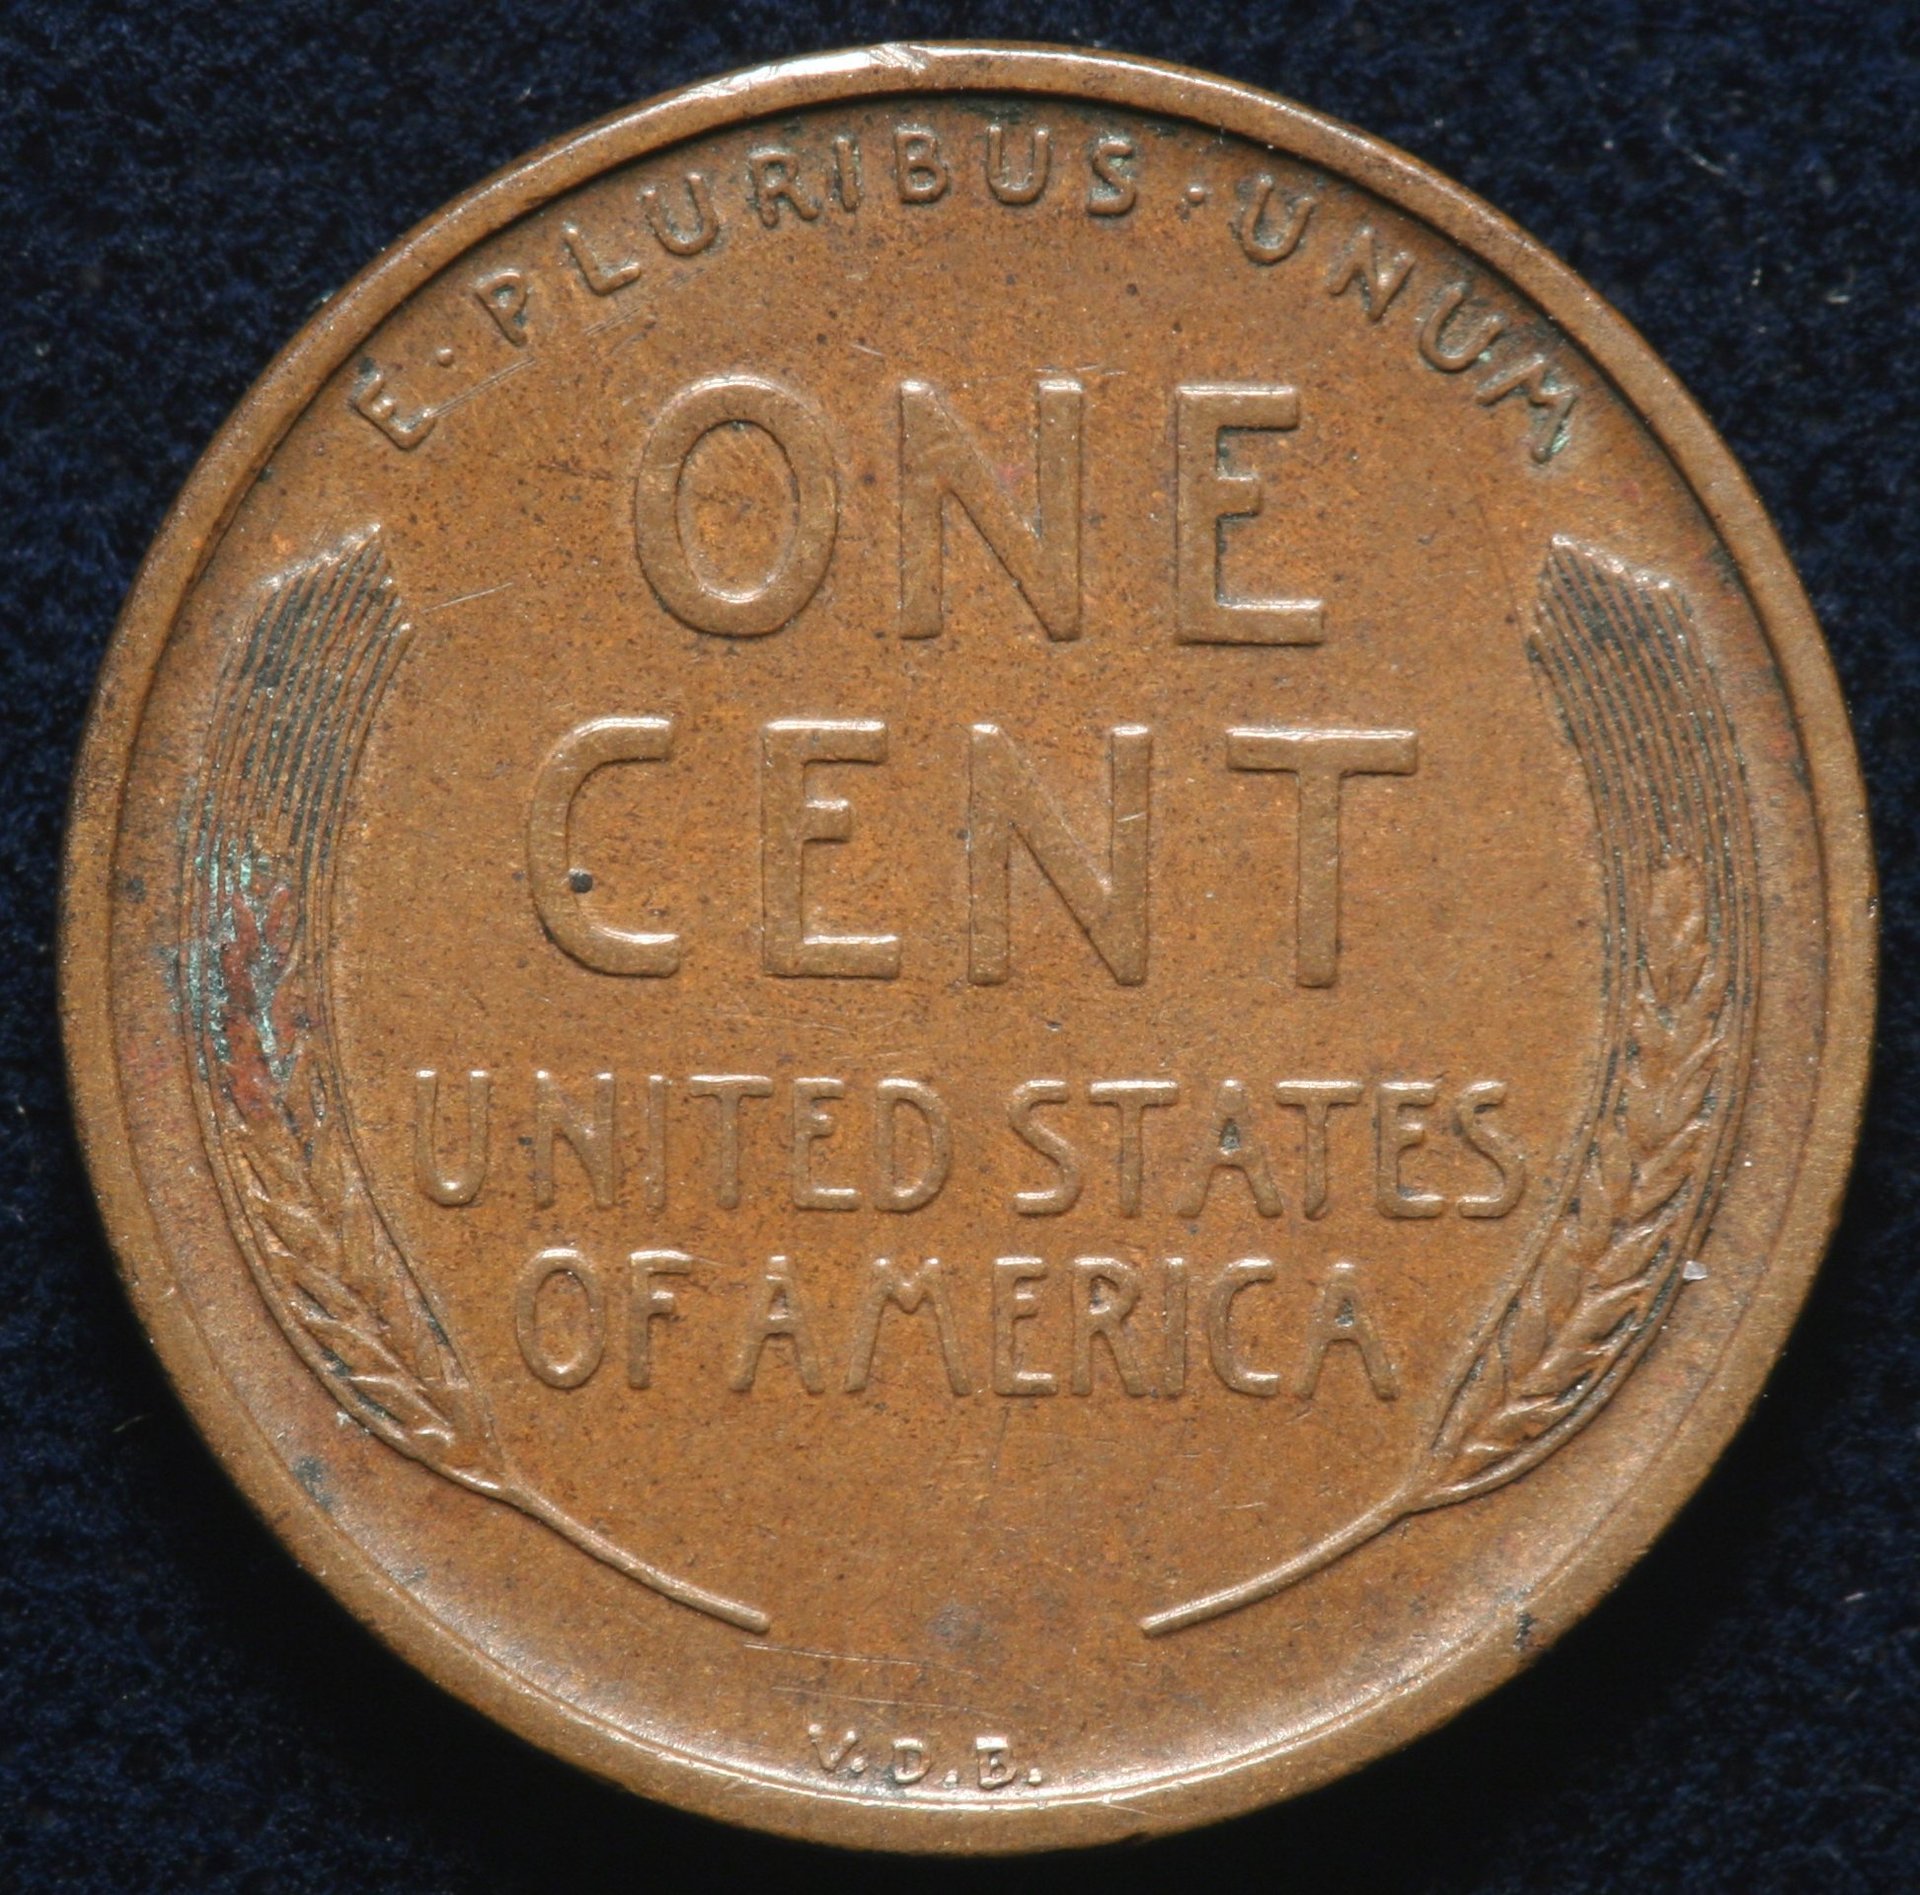 E·PLURIBUS·UNUM
ONE
CENT
UNITED STATES
OF AMERICA
V.D.B.